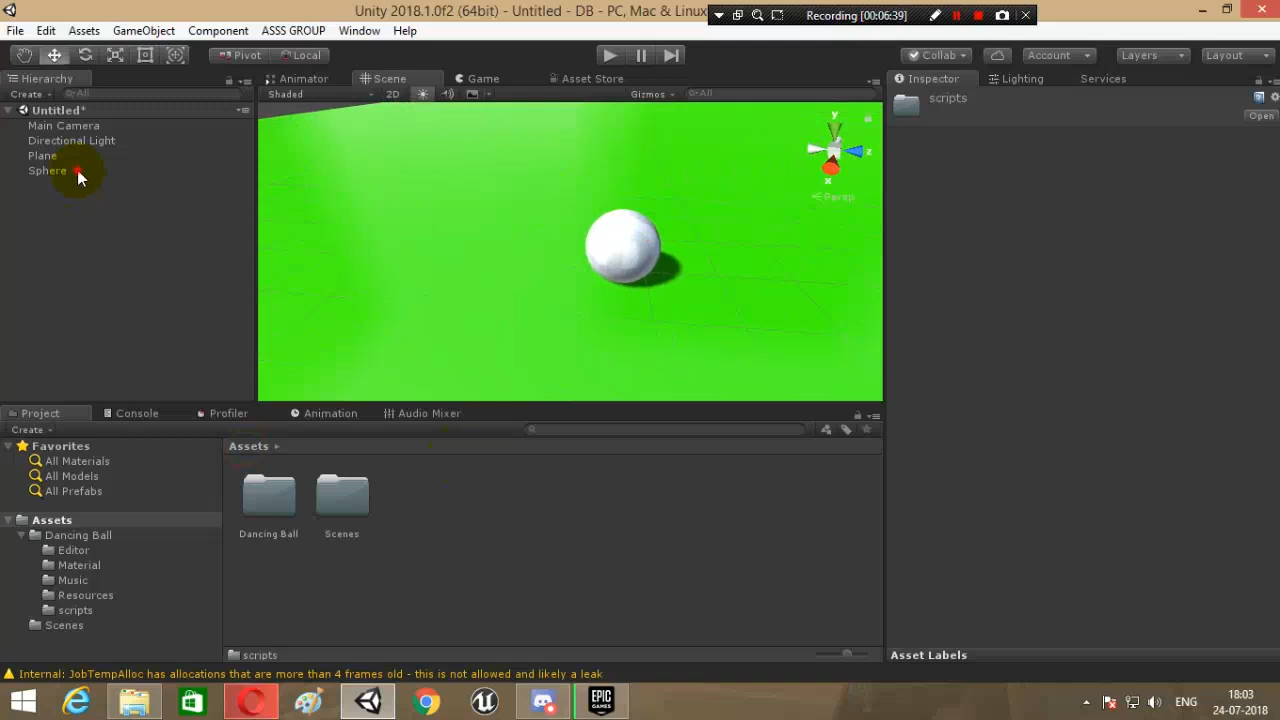 Unity 2018.1.0f2 (64bit) - Untitled - DB - PC, Mac & Linux
Recording [00:06:39]
File Edit Assets GameObject Component ASSS GROUP Window Help
Pivot Local
Collab Account Layers Layout
Hierarchy
Create All
Untitled*
Main Camera
Directional Light
Plane
Sphere
Animator Scene Game Asset Store
Shaded 2D Gizmos All
y
z
x
Persp
Inspector Lighting Services
scripts
Open
Project Console Profiler Animation Audio Mixer
Create
Favorites
All Materials
All Models
All Prefabs
Assets
Dancing Ball
Editor
Material
Music
Resources
scripts
Scenes
Assets
Dancing Ball Scenes
scripts
Asset Labels
Internal: JobTempAlloc has allocations that are more than 4 frames old - this is not allowed and likely a leak
EPIC
GAMES
ENG
18:03
24-07-2018